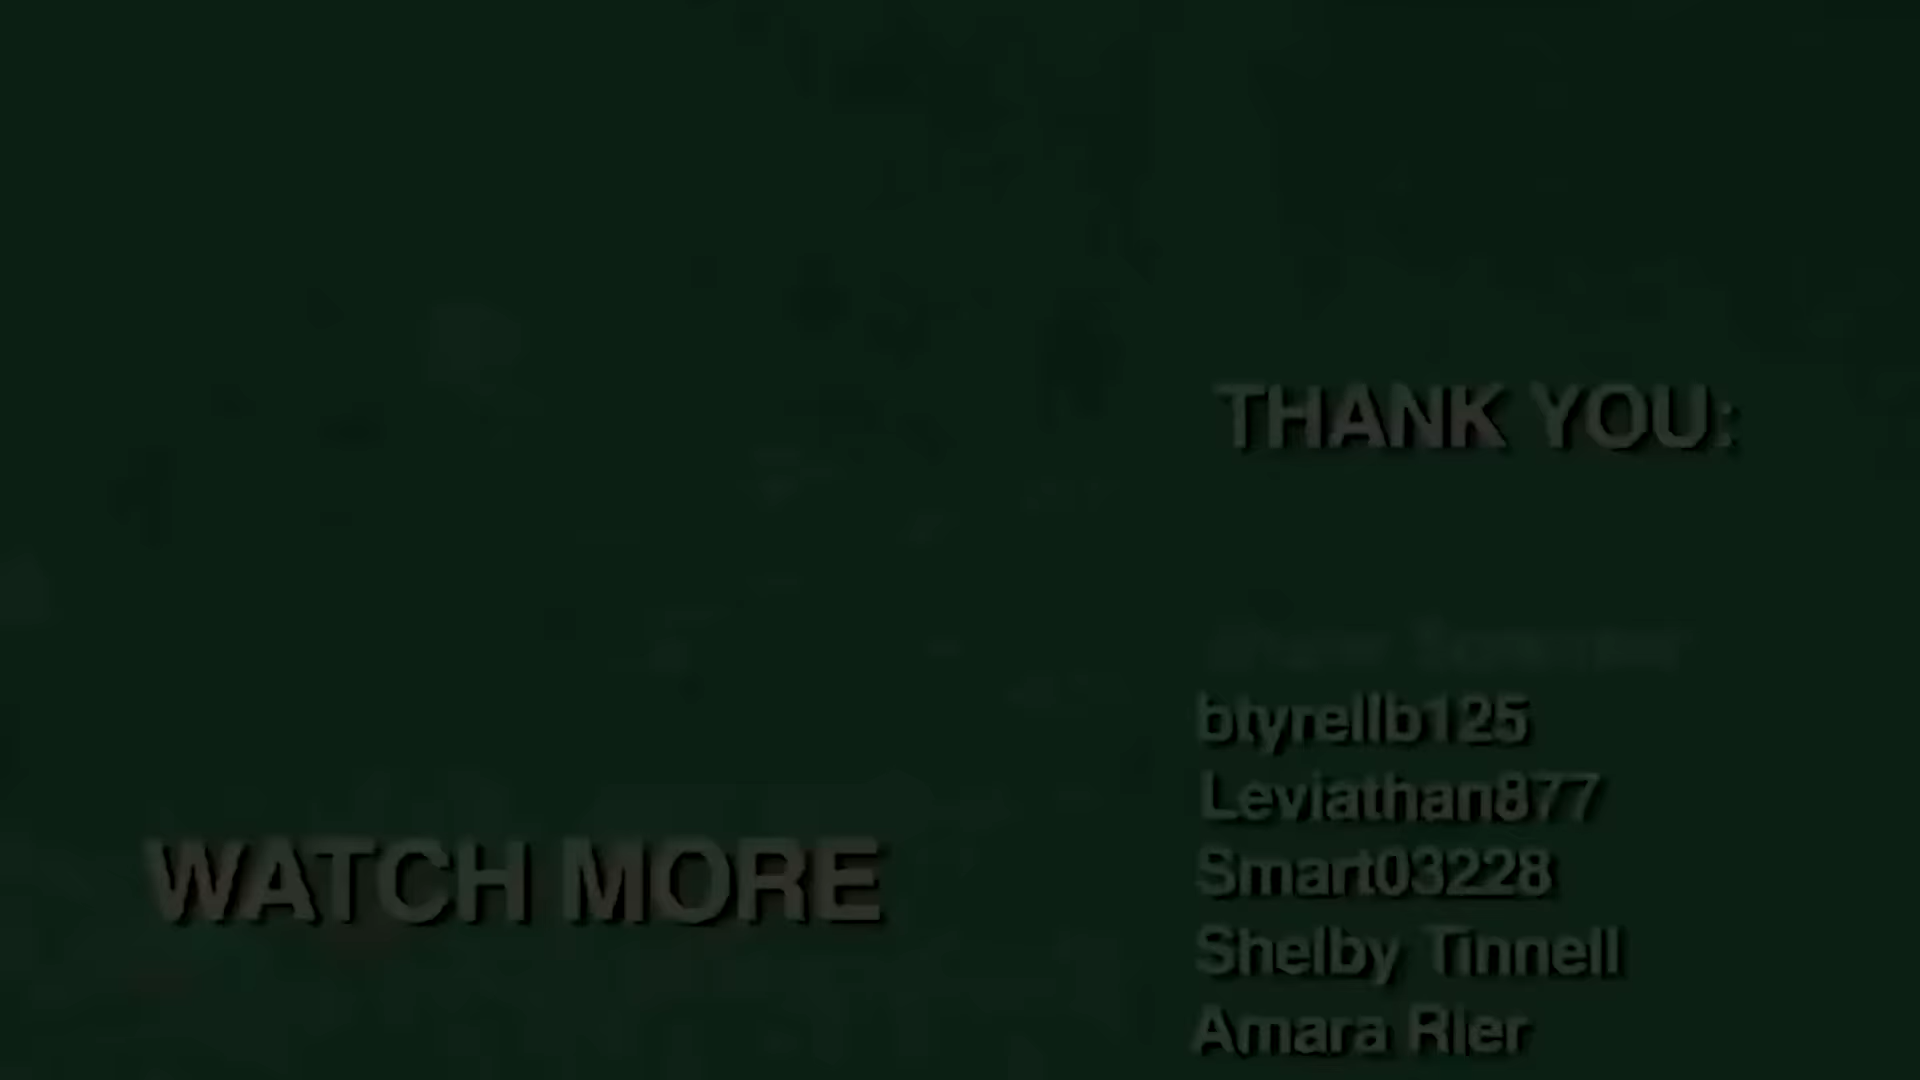 THANK YOU:
btyrellb125
Leviathan877
WATCH MORE
Smart03228
Shelby Tinnell
Amara Rier